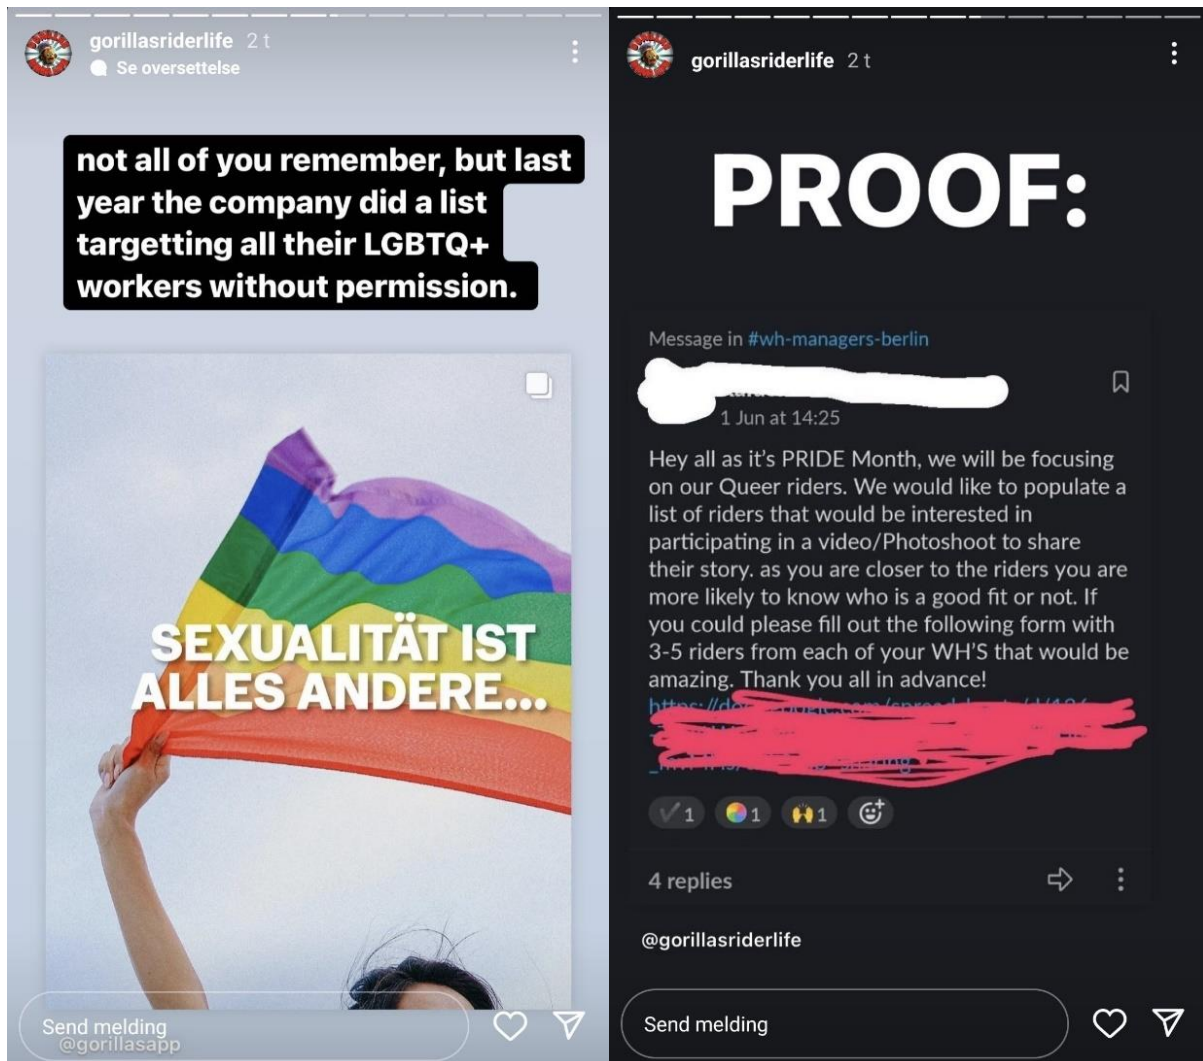 gorillasriderlife 2 t
Se oversettelse
not all of you remember, but last
year the company did a list
targetting all their LGBTQ+
workers without permission.
SEXUALITÄT IST
ALLES ANDERE...
Send melding
@gorillasapp
gorillasriderlife 2 t
PROOF:
Message in #wh-managers-berlin
1 Jun at 14:25
Hey all as it's PRIDE Month, we will be focusing
on our Queer riders. We would like to populate a
list of riders that would be interested in
participating in a video/Photoshoot to share
their story. as you are closer to the riders you are
more likely to know who is a good fit or not. If
you could please fill out the following form with
3-5 riders from each of your WH'S that would be
amazing. Thank you all in advance!
1 1 1
4 replies
@gorillasriderlife
Send melding